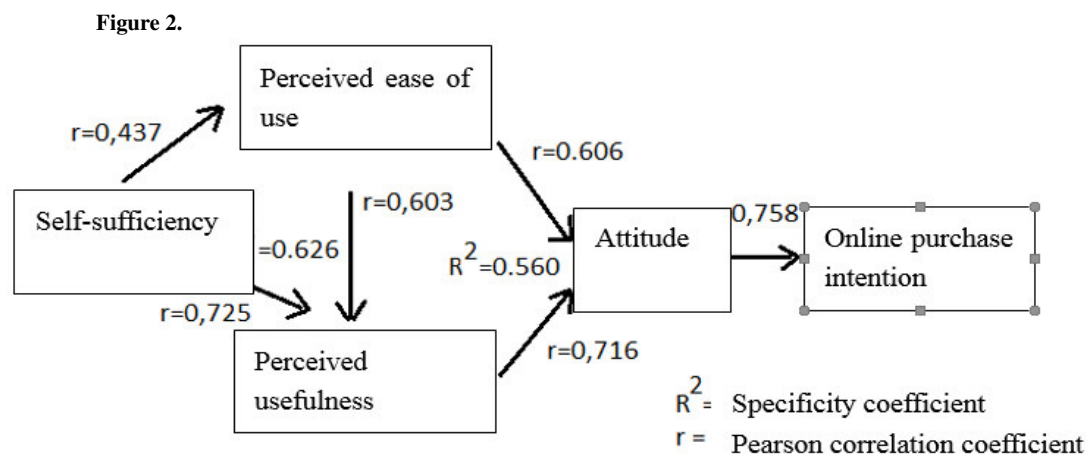 Figure 2.
Perceived ease of
use
r=0,437
r=0.606
Self-sufficiency
r=0,603
=0.626
R²=0.560
r=0,725
Attitude
0,758
Online purchase
intention
Perceived
usefulness
r=0,716
R²= Specificity coefficient
r = Pearson correlation coefficient